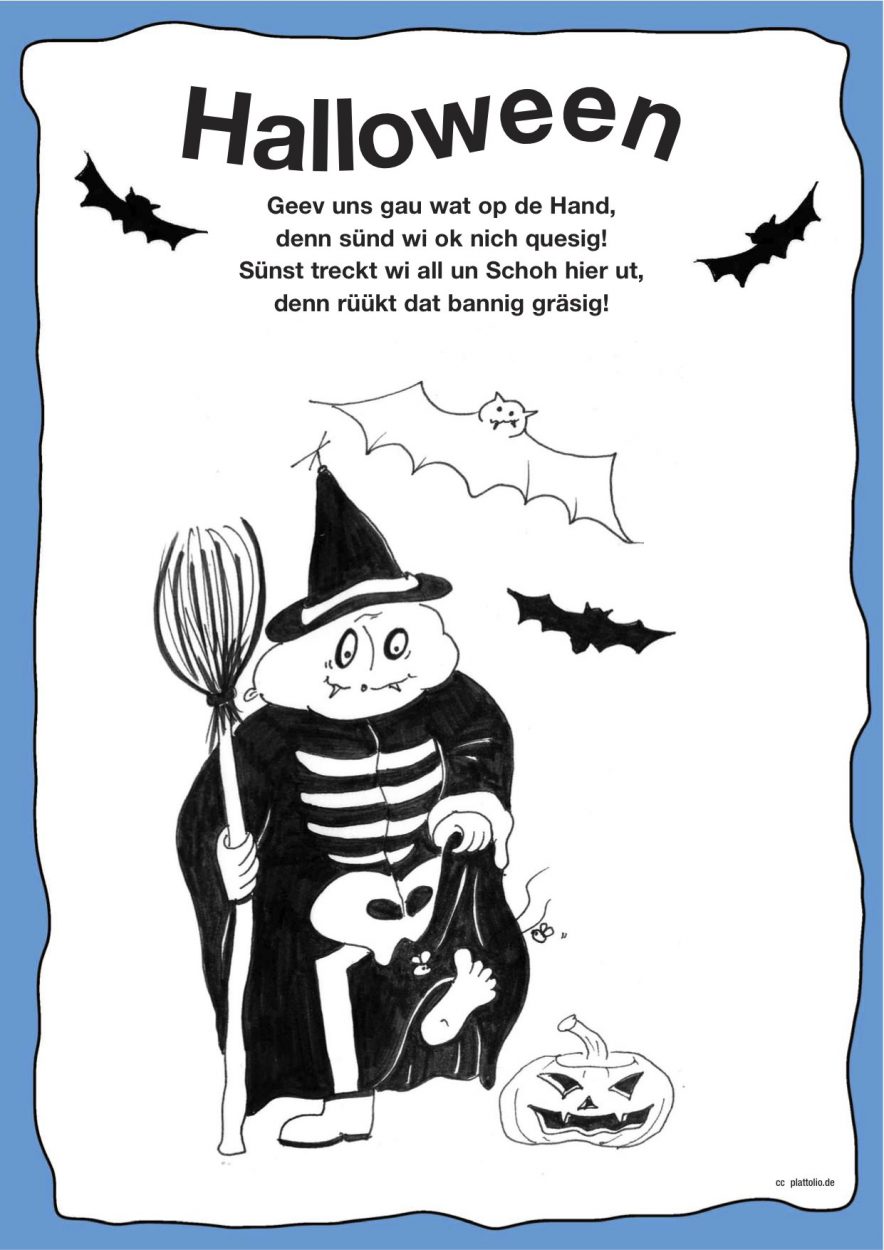 Halloween
Geev uns gau wat op de Hand,
denn sünd wi ok nich quesig!
Sünst treckt wi all un Schoh hier ut,
denn rüükt dat bannig gräsig!
cc plattolio.de